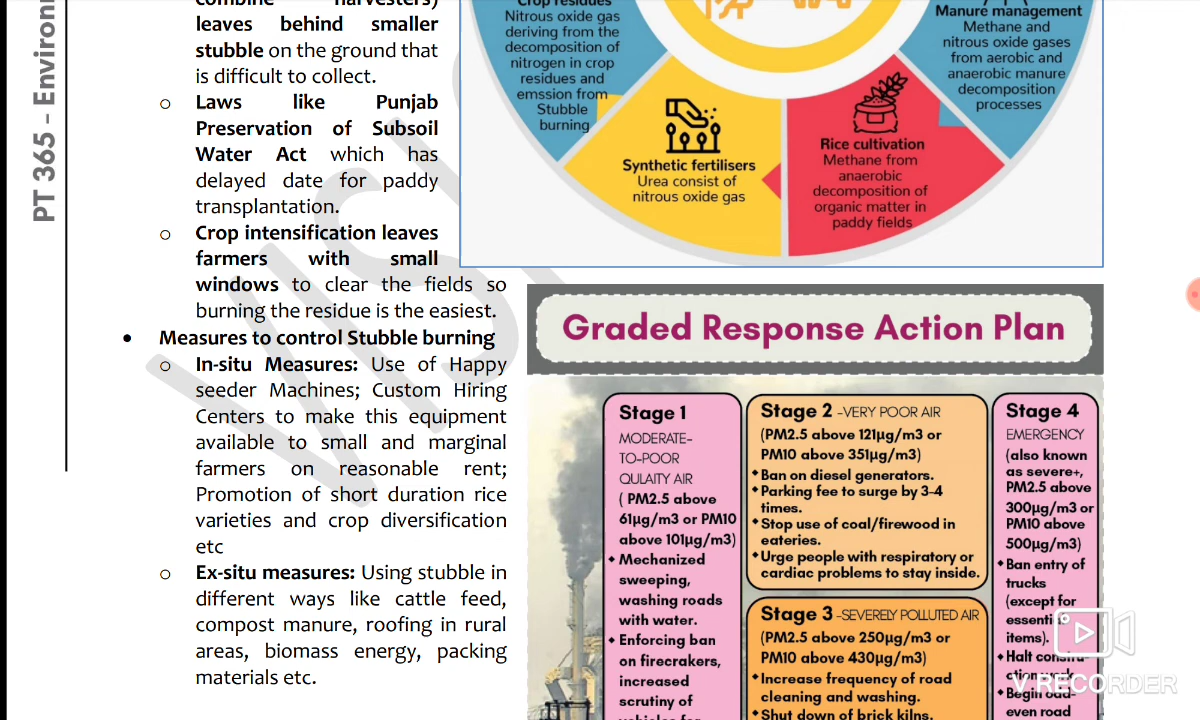 PT 365 - Environ
combine harvesters)
leaves behind smaller
stubble on the ground that
is difficult to collect.
o Laws like Punjab
Preservation of Subsoil
Water Act which has
delayed date for paddy
transplantation.
o Crop intensification leaves
farmers with small
windows to clear the fields so
burning the residue is the easiest.
• Measures to control Stubble burning
o In-situ Measures: Use of Happy
seeder Machines; Custom Hiring
Centers to make this equipment
available to small and marginal
farmers on reasonable rent;
Promotion of short duration rice
varieties and crop diversification
etc
o Ex-situ measures: Using stubble in
different ways like cattle feed,
compost manure, roofing in rural
areas, biomass energy, packing
materials etc.
Crop residues
Nitrous oxide gas
deriving from the
decomposition of
nitrogen in crop
residues and
emssion from
Stubble
burning
Synthetic fertilisers
Urea consist of
nitrous oxide gas
Rice cultivation
Methane from
anaerobic
decomposition of
organic matter in
paddy fields
Manure management
Methane and
nitrous oxide gases
from aerobic and
anaerobic manure
decomposition
processes
Graded Response Action Plan
Stage 1
MODERATE-
TO-POOR
QULAITY AIR
( PM2.5 above
61µg/m3 or PM10
above 101µg/m3)
◆ Mechanized
sweeping,
washing roads
with water.
◆ Enforcing ban
on firecrakers,
increased
scrutiny of
Stage 2 -VERY POOR AIR
(PM2.5 above 121µg/m3 or
PM10 above 351µg/m3)
◆ Ban on diesel generators.
◆ Parking fee to surge by 3-4
times.
◆ Stop use of coal/firewood in
eateries.
◆ Urge people with respiratory or
cardiac problems to stay inside.
Stage 3 -SEVERELY POLLUTED AIR
(PM2.5 above 250µg/m3 or
PM10 above 430µg/m3)
◆ Increase frequency of road
cleaning and washing.
◆ Shut down of brick kilns,
Stage 4
EMERGENCY
(also known
as severe+,
PM2.5 above
300µg/m3 or
PM10 above
500µg/m3)
◆ Ban entry of
trucks
(except for
essential
items).
◆ Halt constru-
ction work
◆ Begin odd-
even road
V RECORDER
VISI